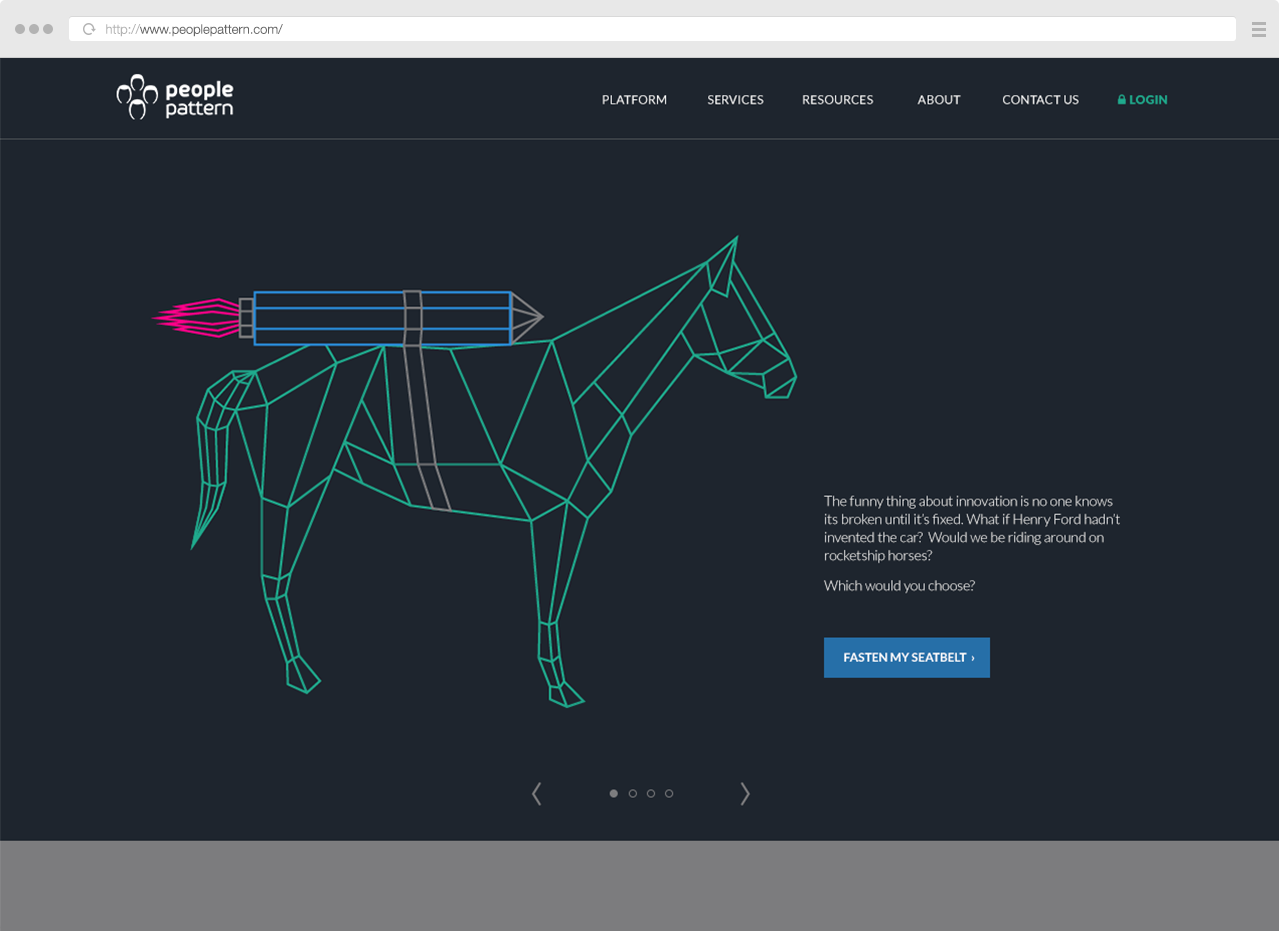 http://www.peoplepattern.com/
people
pattern
PLATFORM SERVICES RESOURCES ABOUT CONTACT US LOGIN
The funny thing about innovation is no one knows
its broken until it's fixed. What if Henry Ford hadn't
invented the car? Would we be riding around on
rocketship horses?
Which would you choose?
FASTEN MY SEATBELT ›